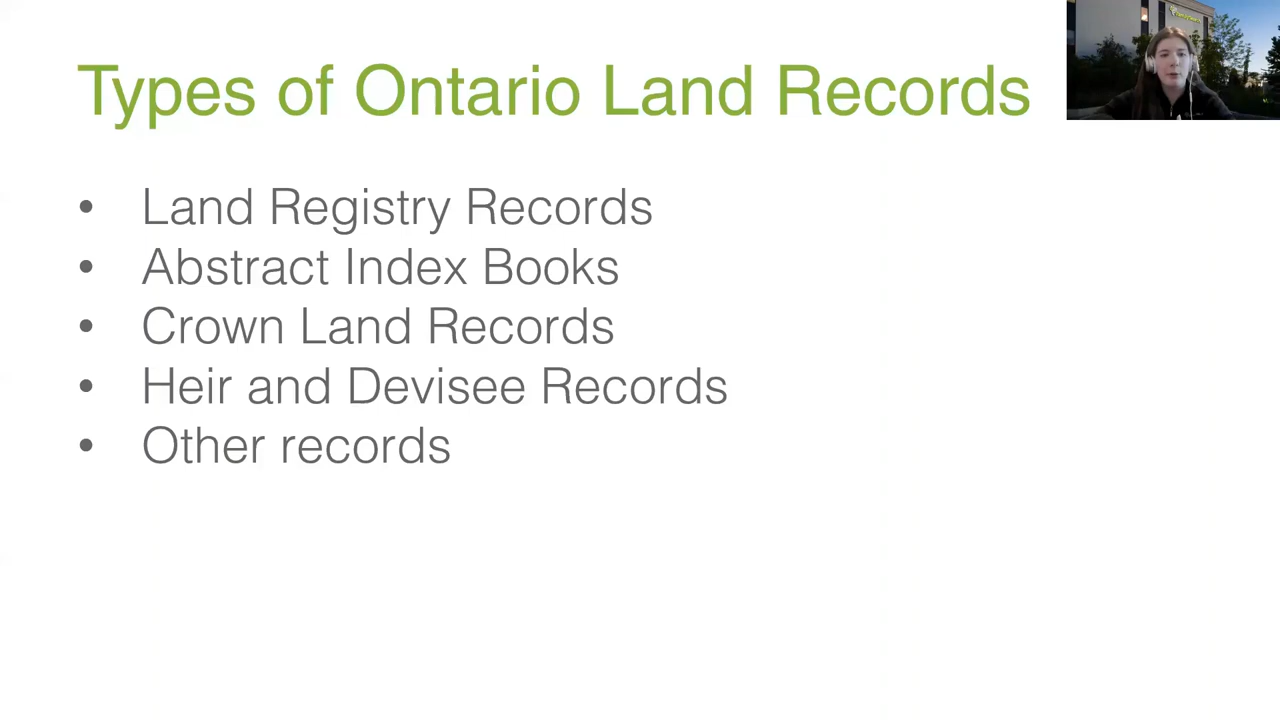 Types of Ontario Land Records
• Land Registry Records
• Abstract Index Books
• Crown Land Records
• Heir and Devisee Records
• Other records